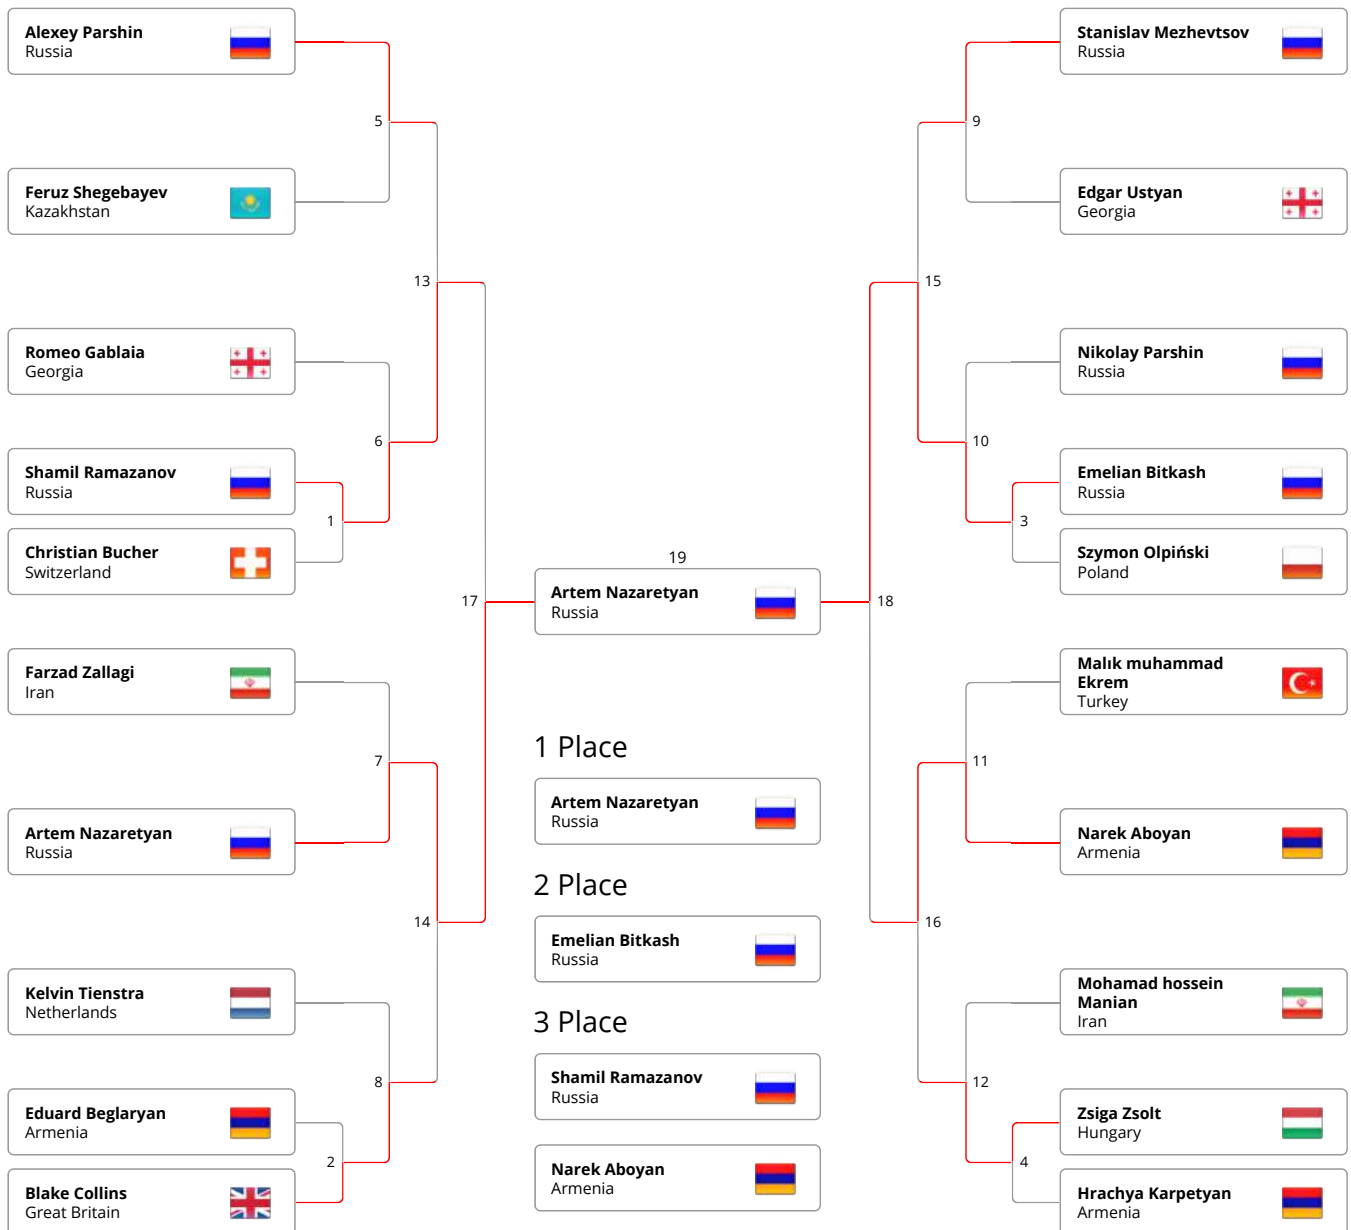 Alexey Parshin
Russia
5
Feruz Shegebayev
Kazakhstan
13
Romeo Gablaia
Georgia
6
Shamil Ramazanov
Russia
1
Christian Bucher
Switzerland
17
Farzad Zallagi
Iran
7
Artem Nazaretyan
Russia
14
Kelvin Tienstra
Netherlands
8
Eduard Beglaryan
Armenia
2
Blake Collins
Great Britain
19
Artem Nazaretyan
Russia
1 Place
Artem Nazaretyan
Russia
2 Place
Emelian Bitkash
Russia
3 Place
Shamil Ramazanov
Russia
Narek Aboyan
Armenia
Stanislav Mezhevtsov
Russia
9
Edgar Ustyan
Georgia
15
Nikolay Parshin
Russia
10
Emelian Bitkash
Russia
3
Szymon Olpiński
Poland
18
Malık muhammad
Ekrem
Turkey
11
Narek Aboyan
Armenia
16
Mohamad hossein
Manian
Iran
12
Zsiga Zsolt
Hungary
4
Hrachya Karpetyan
Armenia